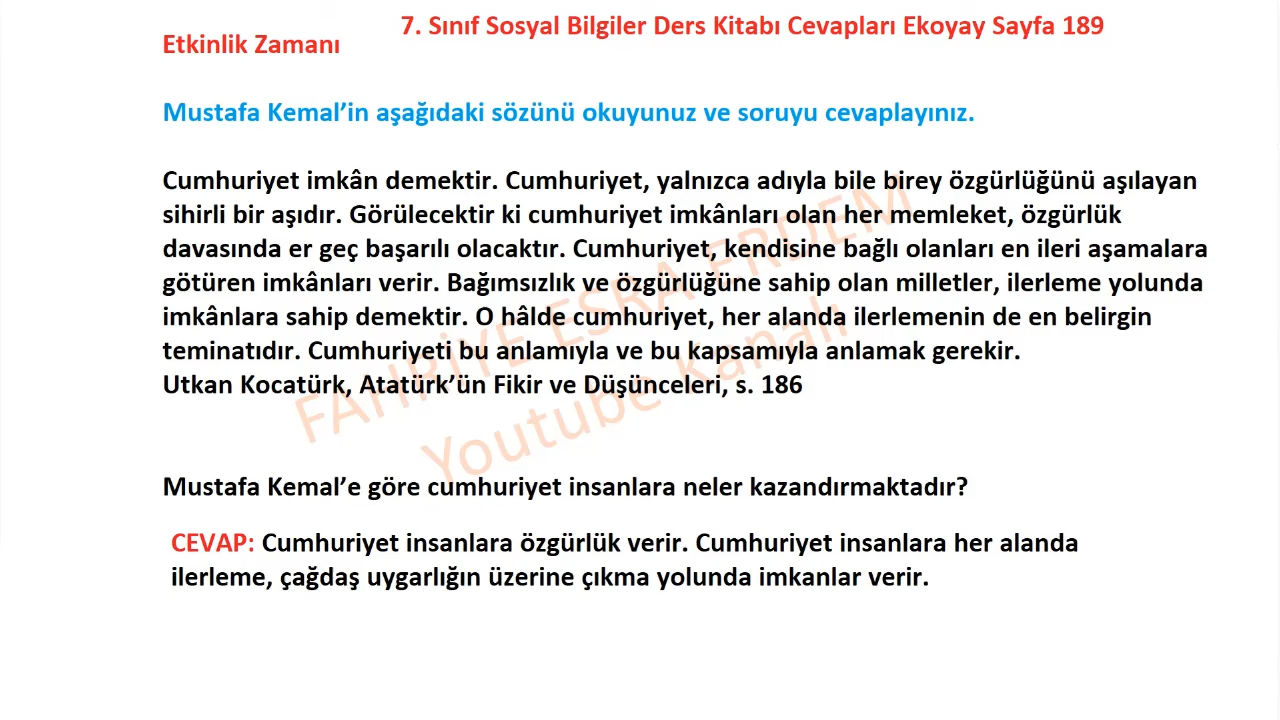 7. Sınıf Sosyal Bilgiler Ders Kitabı Cevapları Ekoyay Sayfa 189
Etkinlik Zamanı
Mustafa Kemal’in aşağıdaki sözünü okuyunuz ve soruyu cevaplayınız.
Cumhuriyet imkân demektir. Cumhuriyet, yalnızca adıyla bile birey özgürlüğünü aşılayan
sihirli bir aşıdır. Görülecektir ki cumhuriyet imkânları olan her memleket, özgürlük
davasında er geç başarılı olacaktır. Cumhuriyet, kendisine bağlı olanları en ileri aşamalara
götüren imkânları verir. Bağımsızlık ve özgürlüğüne sahip olan milletler, ilerleme yolunda
imkânlara sahip demektir. O hâlde cumhuriyet, her alanda ilerlemenin de en belirgin
teminatıdır. Cumhuriyeti bu anlamıyla ve bu kapsamıyla anlamak gerekir.
Utkan Kocatürk, Atatürk’ün Fikir ve Düşünceleri, s. 186
FAHRİYE ESRA ERDEM
Youtube Kanalı
Mustafa Kemal’e göre cumhuriyet insanlara neler kazandırmaktadır?
CEVAP: Cumhuriyet insanlara özgürlük verir. Cumhuriyet insanlara her alanda
ilerleme, çağdaş uygarlığın üzerine çıkma yolunda imkanlar verir.